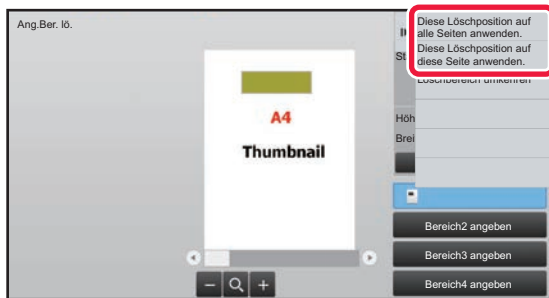 Ang.Ber. lö.
A4
Thumbnail
Diese Löschposition auf
alle Seiten anwenden.
Diese Löschposition auf
diese Seite anwenden.
Löschbereich umkehren
St
Höh
Brei
Bereich2 angeben
Bereich3 angeben
Bereich4 angeben